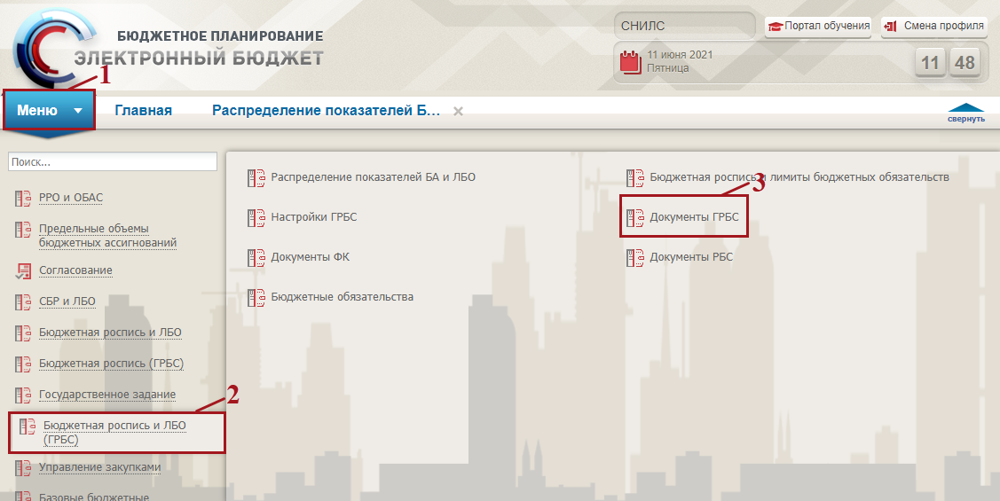 БЮДЖЕТНОЕ ПЛАНИРОВАНИЕ
ЭЛЕКТРОННЫЙ БЮДЖЕТ
СНИЛС
Портал обучения
Смена профиля
11 июня 2021
Пятница
11 48
1
Меню
Главная
Распределение показателей Б...
свернуть
Поиск...
РРО и ОБАС
Предельные объемы
бюджетных ассигнований
Согласование
СБР и ЛБО
Бюджетная роспись и ЛБО
Бюджетная роспись (ГРБС)
Государственное задание
2
Бюджетная роспись и ЛБО
(ГРБС)
Управление закупками
Базовые бюджетные
Распределение показателей БА и ЛБО
Настройки ГРБС
Документы ФК
Бюджетные обязательства
Бюджетная роспись и лимиты бюджетных обязательств
3
Документы ГРБС
Документы РБС